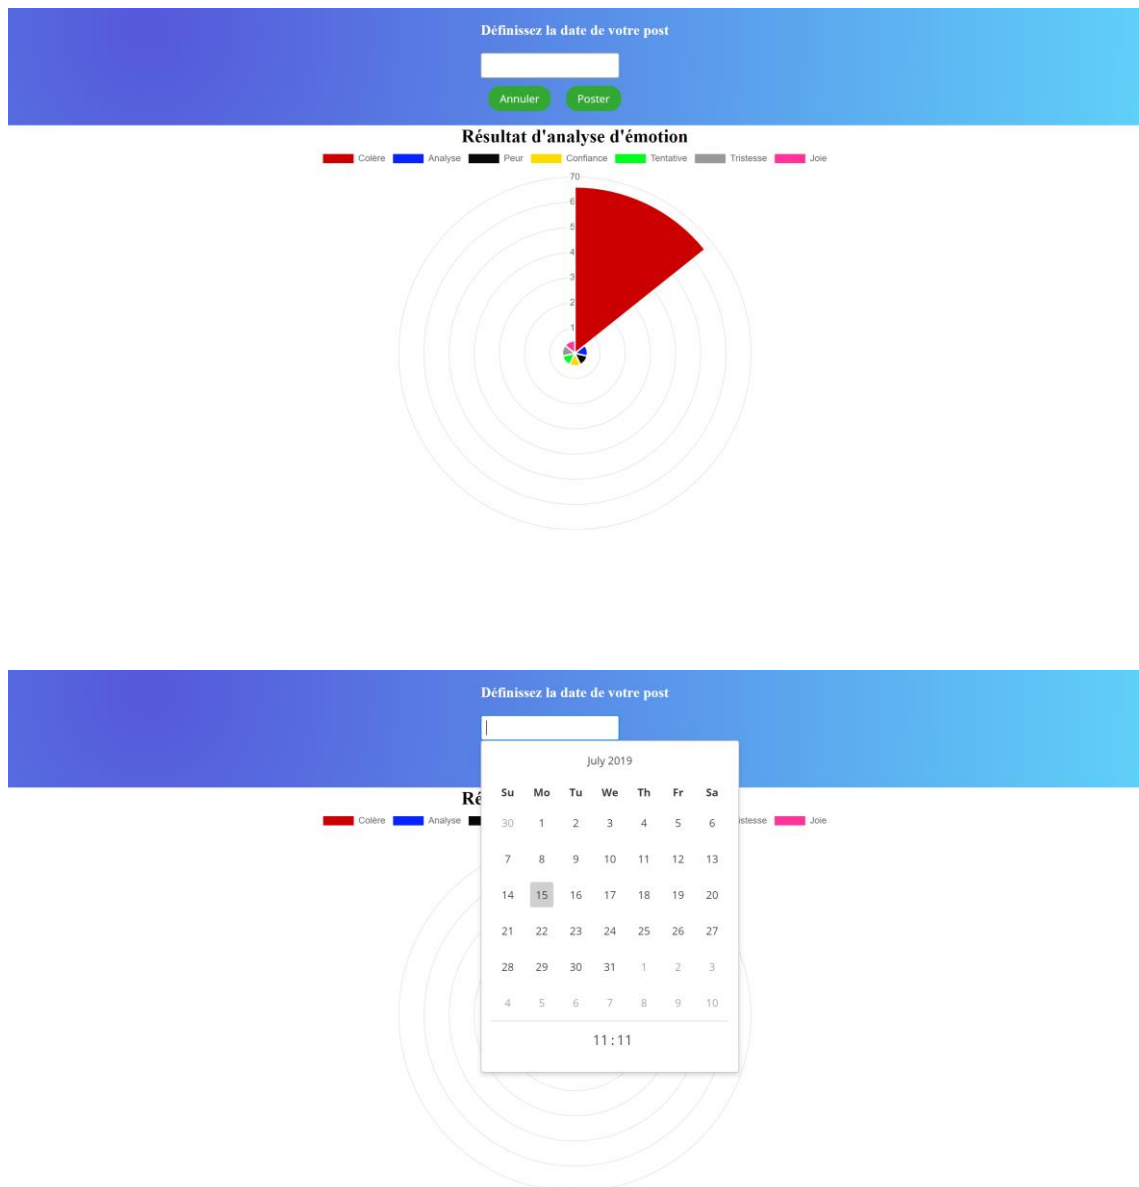 Définissez la date de votre post
Annuler Poster
Résultat d'analyse d'émotion
Colère Analyse Peur Confiance Tentative Tristesse Joie
70
6
5
4
3
2
1
Définissez la date de votre post
July 2019
Su Mo Tu We Th Fr Sa
Ré
Colère Analyse istesse Joie
30 1 2 3 4 5 6
7 8 9 10 11 12 13
14 15 16 17 18 19 20
21 22 23 24 25 26 27
28 29 30 31 1 2 3
4 5 6 7 8 9 10
11 : 11